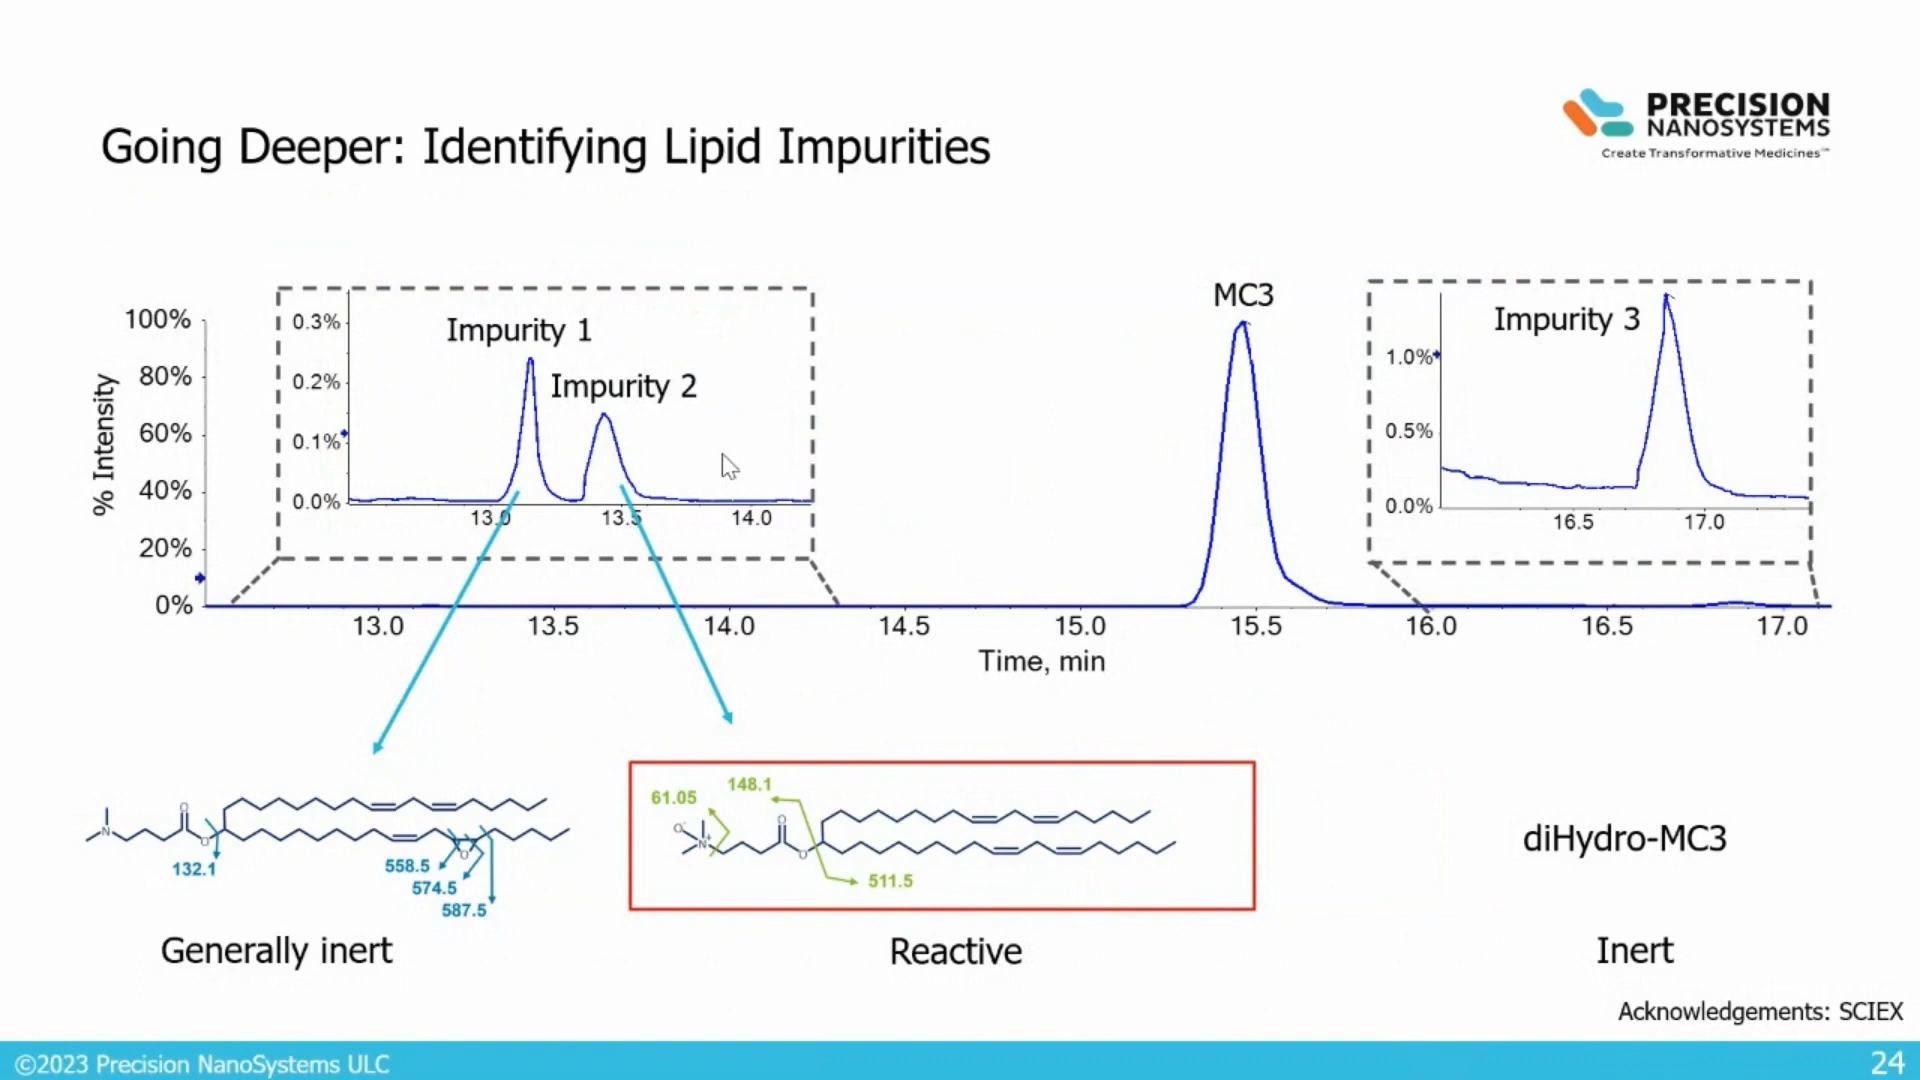 Going Deeper: Identifying Lipid Impurities
PRECISION
NANOSYSTEMS
Create Transformative Medicines™
% Intensity
100%
80%
60%
40%
20%
0%
0.3%
0.2%
0.1%
0.0%
Impurity 1
Impurity 2
13.0
13.5
14.0
MC3
Impurity 3
1.0%
0.5%
0.0%
16.5
17.0
13.0
13.5
14.0
14.5
15.0
15.5
16.0
16.5
17.0
Time, min
N
O
O
O
132.1
558.5
574.5
587.5
61.05
148.1
O⁻
N⁺
O
O
511.5
diHydro-MC3
Generally inert
Reactive
Inert
Acknowledgements: SCIEX
©2023 Precision NanoSystems ULC
24